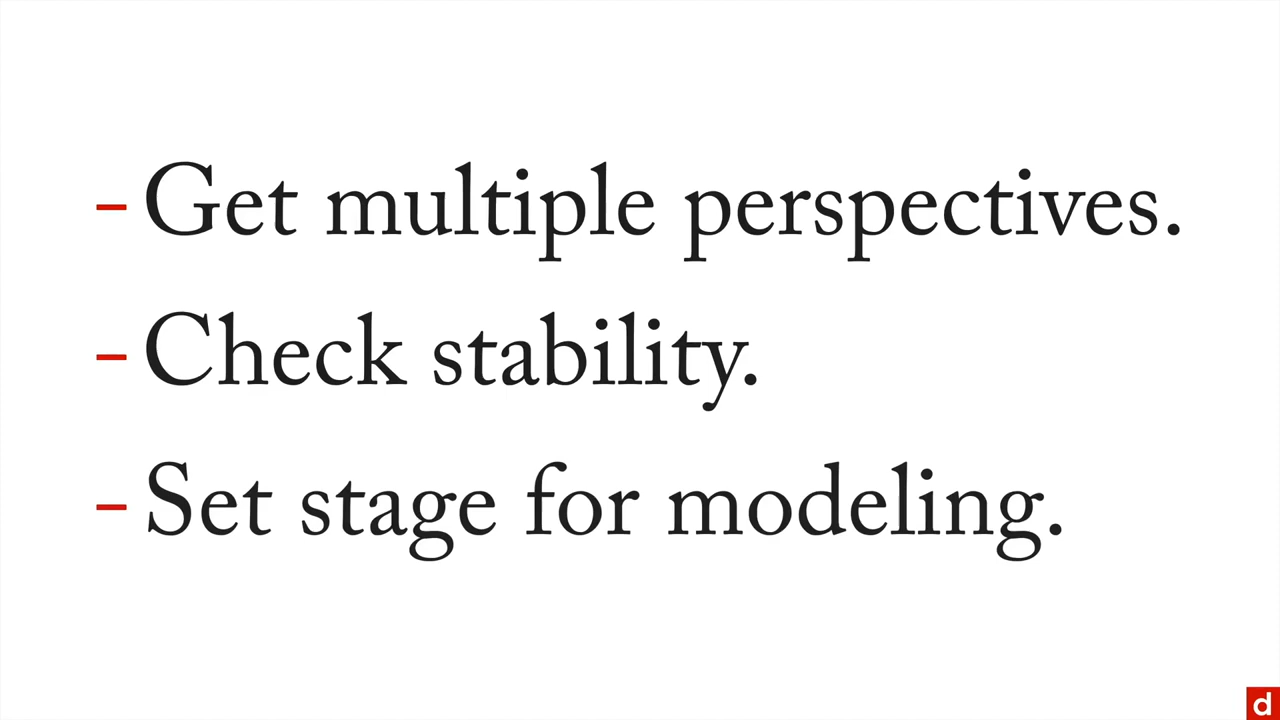 - Get multiple perspectives.
- Check stability.
- Set stage for modeling.
d